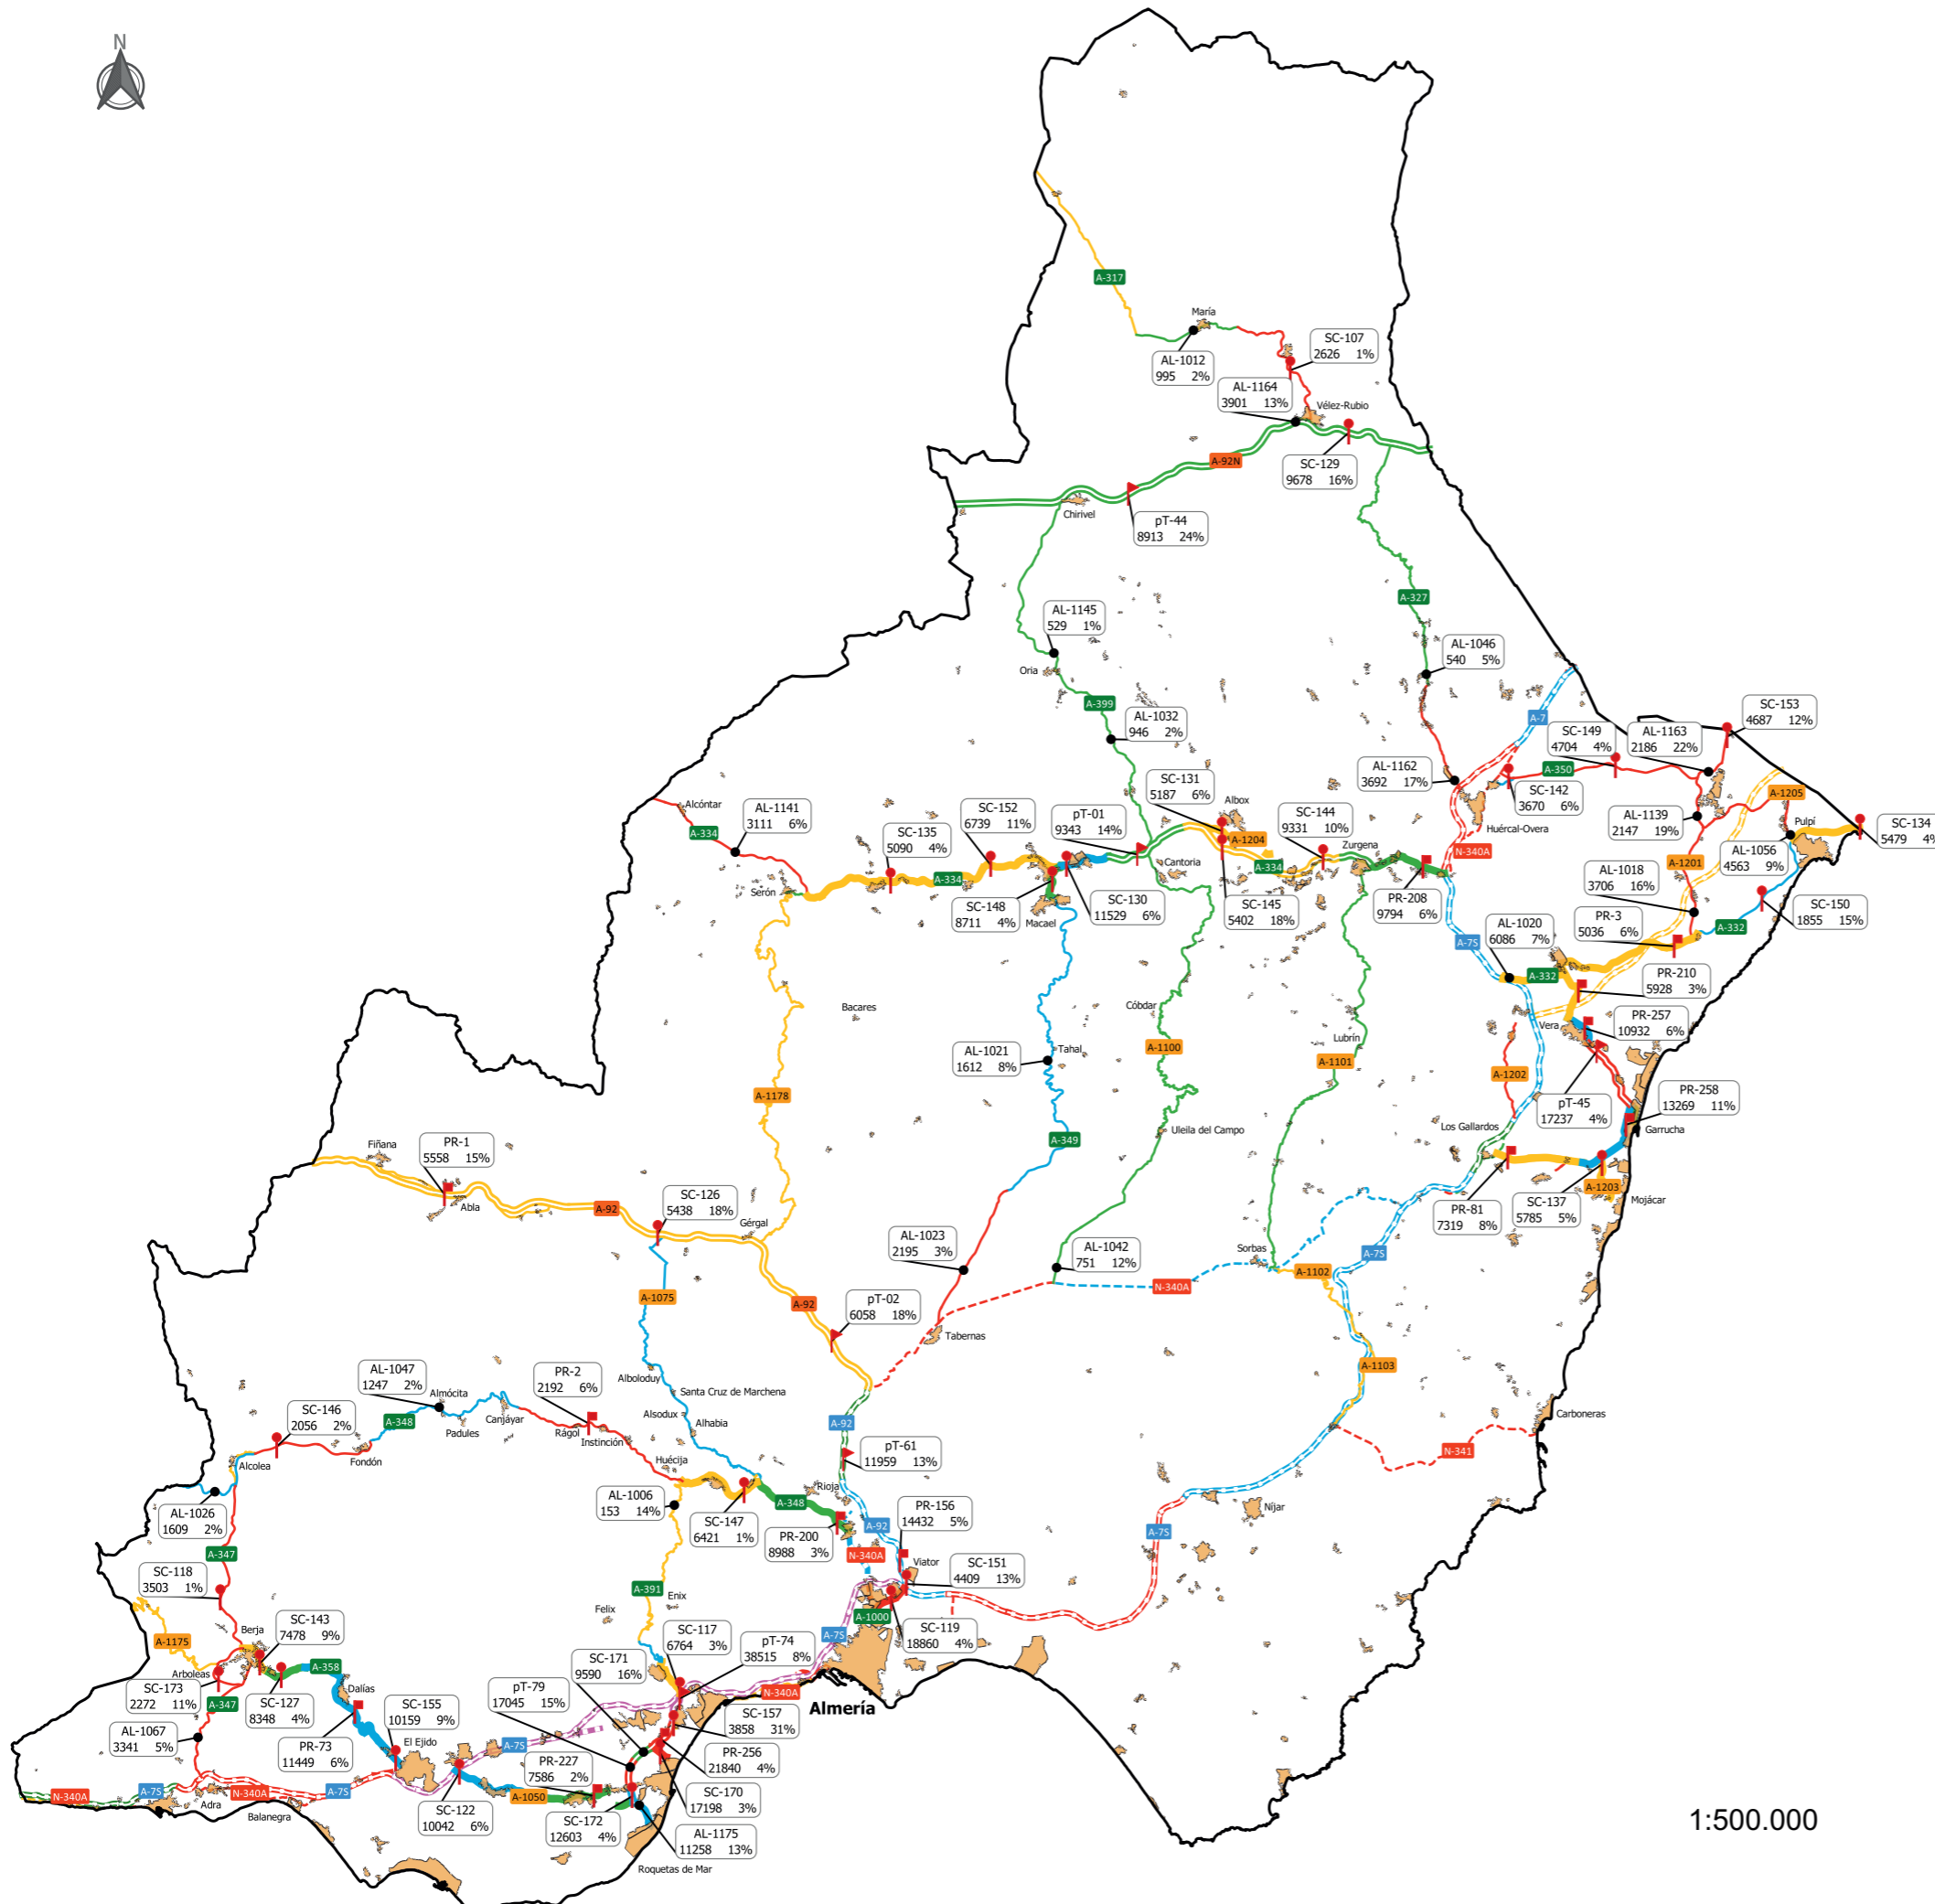 N
A-317
María
SC-107
2626 1%
AL-1012
995 2%
AL-1164
3901 13%
Vélez-Rubio
A-92N
SC-129
9678 16%
Chirivel
pT-44
8913 24%
A-327
AL-1145
529 1%
Oria
AL-1046
540 5%
A-399
A-7
SC-153
4687 12%
AL-1032
946 2%
SC-149
4704 4%
AL-1163
2186 22%
AL-1162
3692 17%
A-350
SC-142
3670 6%
A-1205
Alcóntar
A-334
AL-1141
3111 6%
SC-135
5090 4%
SC-152
6739 11%
pT-01
9343 14%
SC-131
5187 6%
Albox
A-1204
SC-144
9331 10%
Zurgena
Huércal-Overa
AL-1139
2147 19%
Pulpí
SC-134
5479 4%
N-340A
Cantoria
A-334
A-1201
AL-1056
4563 9%
Serón
A-334
SC-148
8711 4%
Macael
SC-130
11529 6%
SC-145
5402 18%
PR-208
9794 6%
AL-1018
3706 16%
SC-150
1855 15%
A-332
A-7S
AL-1020
6086 7%
PR-3
5036 6%
A-332
PR-210
5928 3%
Bacares
Cóbdar
Vera
PR-257
10932 6%
Lubrín
Tahal
AL-1021
1612 8%
A-1100
A-1101
A-1202
A-1178
pT-45
17237 4%
PR-258
13269 11%
Garrucha
Los Gallardos
Uleila del Campo
A-349
Fiñana
PR-1
5558 15%
Abla
A-92
SC-126
5438 18%
Gérgal
A-1203
Mojácar
SC-137
5785 5%
PR-81
7319 8%
AL-1023
2195 3%
AL-1042
751 12%
Sorbas
A-7S
A-1102
N-340A
A-1075
A-92
pT-02
6058 18%
Tabernas
A-1103
AL-1047
1247 2%
Almócita
Padules
PR-2
2192 6%
Alboloduy
Santa Cruz de Marchena
Alsodux
Alhabia
Carboneras
SC-146
2056 2%
A-348
Canjáyar
Rágol
Instinción
A-92
Fondón
Alcolea
Huécija
pT-61
11959 13%
N-341
Rioja
AL-1026
1609 2%
AL-1006
153 14%
A-348
SC-147
6421 1%
PR-200
8988 3%
A-92
PR-156
14432 5%
Níjar
A-7S
A-347
N-340A
Viator
SC-151
4409 13%
SC-118
3503 1%
A-391
Enix
Felix
A-1000
SC-119
18860 4%
SC-143
7478 9%
Berja
A-1175
SC-117
6764 3%
A-7S
pT-74
38515 8%
Arboleas
SC-173
2272 11%
A-358
SC-171
9590 16%
A-347
SC-127
8348 4%
Dalías
pT-79
17045 15%
N-340A
Almería
SC-155
10159 9%
AL-1067
3341 5%
PR-73
11449 6%
El Ejido
A-7S
SC-157
3858 31%
PR-227
7586 2%
PR-256
21840 4%
N-340A
A-7S
Adra
N-340A
A-7S
A-1050
SC-170
17198 3%
Balanegra
SC-122
10042 6%
SC-172
12603 4%
AL-1175
11258 13%
Roquetas de Mar
1:500.000